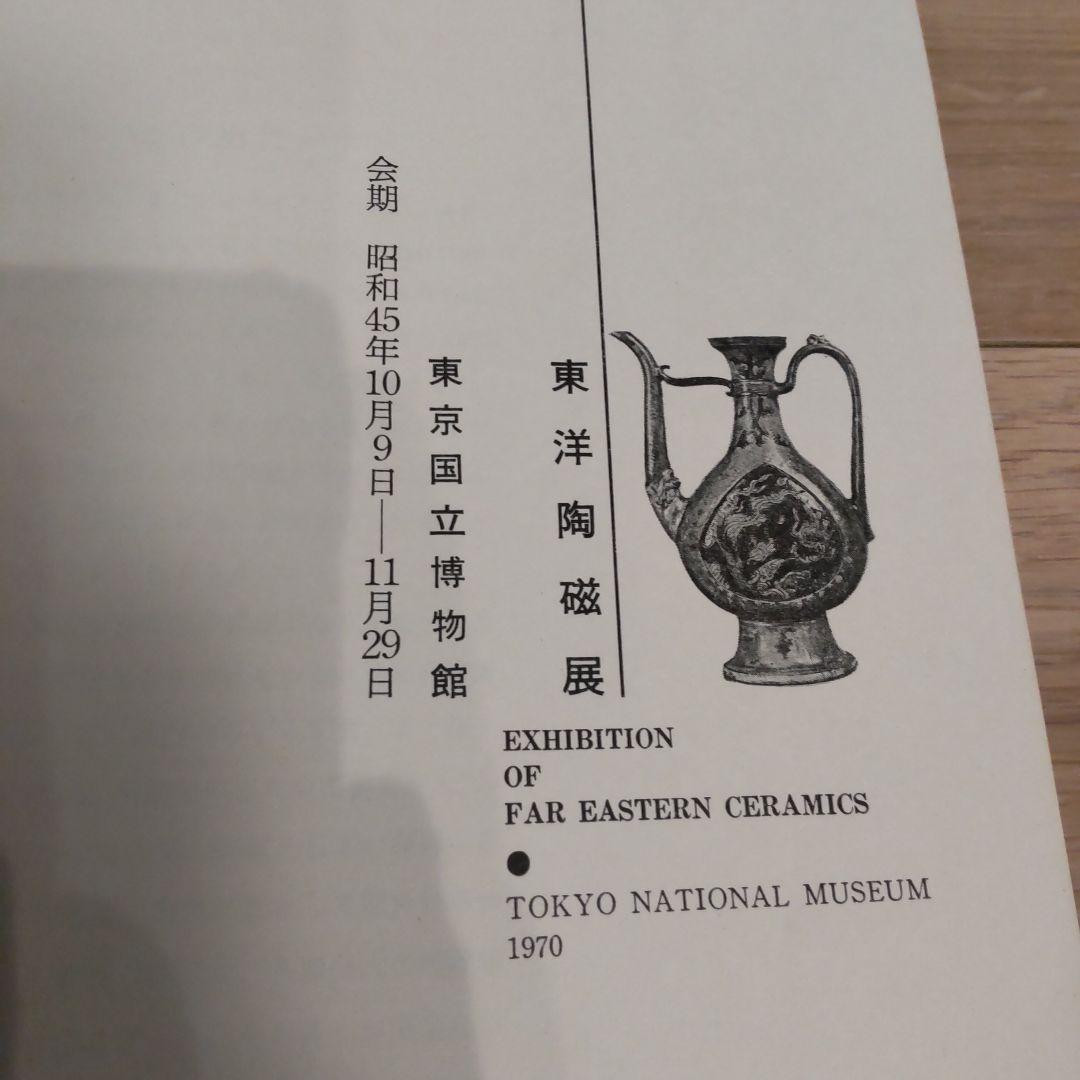 東洋陶磁展
東京国立博物館
会期 昭和45年10月9日──11月29日
EXHIBITION
OF
FAR EASTERN CERAMICS
●
TOKYO NATIONAL MUSEUM
1970